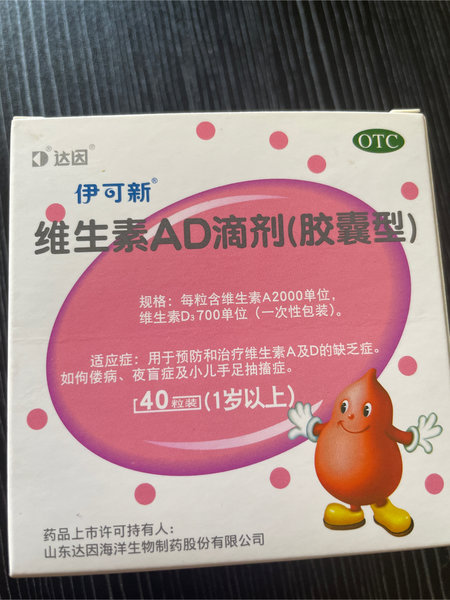 达因®
OTC
伊可新®
维生素AD滴剂(胶囊型)
规格：每粒含维生素A2000单位，
维生素D₃700单位（一次性包装）。
适应症：用于预防和治疗维生素A及D的缺乏症。
如佝偻病、夜盲症及小儿手足抽搐症。
[40粒装](1岁以上)
药品上市许可持有人：
山东达因海洋生物制药股份有限公司